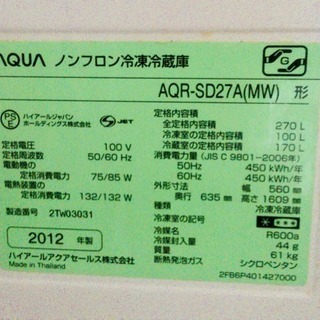 AQUA ノンフロン冷凍冷蔵庫
AQR-SD27A(MW) 形
G
PSE
ハイアールジャパン
ホールディングス株式会社
JET
定格電圧 100 V
定格周波数 50/60 Hz
電動機の
定格消費電力 75/85 W
電熱装置の
定格消費電力 132/132 W
製造番号 2TW03031
2012 年製
ハイアールアクアセールス株式会社
Made in Thailand
定格内容積
全定格内容積 270 L
冷凍室の定格内容積 100 L
冷蔵室の定格内容積 170 L
消費電力量(JIS C 9801-2006年)
50Hz 450 kWh/年
60Hz 450 kWh/年
外形寸法 幅 560 mm
奥行 635 mm 高さ 1609 mm
種類 冷凍冷蔵庫
冷凍室の記号
冷媒 R600a
冷媒封入量 44 g
質量 61 kg
断熱発泡ガス シクロペンタン
2FB6P401427000